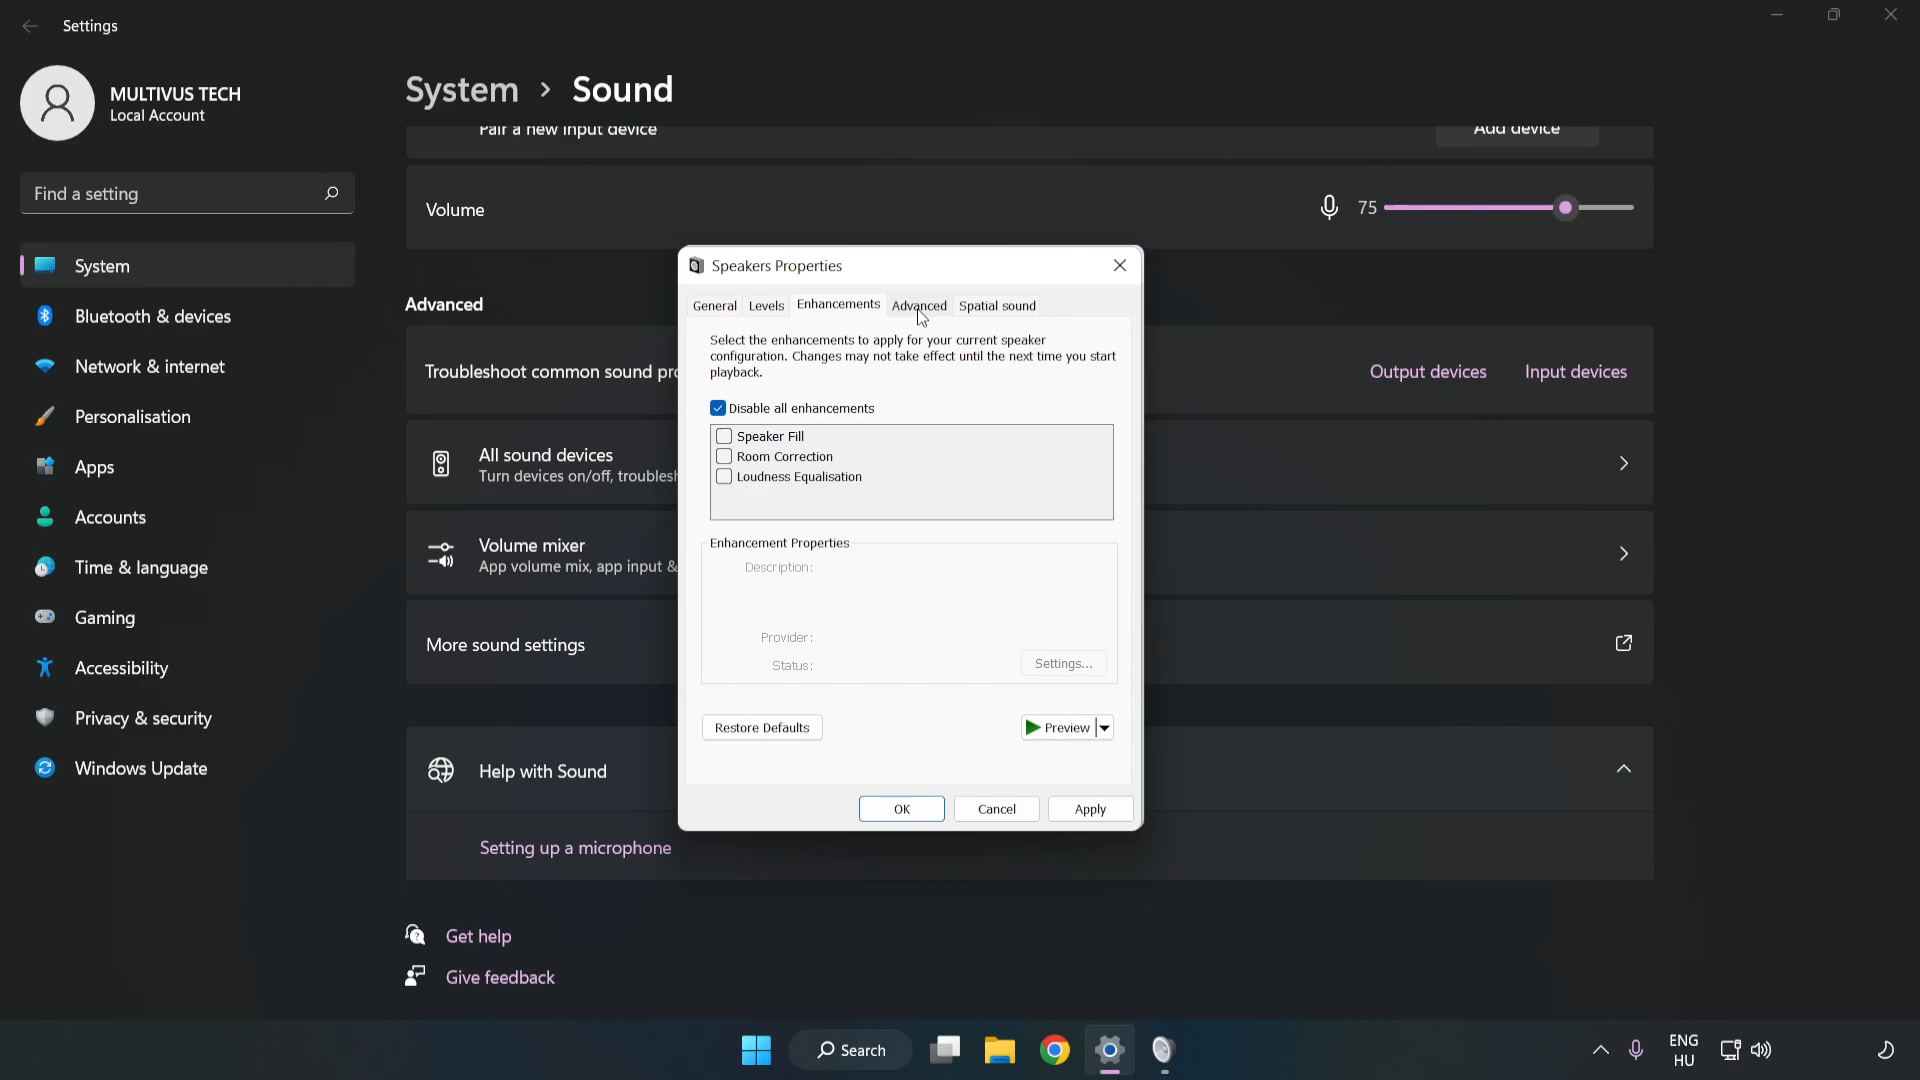 Settings
MULTIVUS TECH
Local Account
Find a setting
System
Bluetooth & devices
Network & internet
Personalisation
Apps
Accounts
Time & language
Gaming
Accessibility
Privacy & security
Windows Update
System > Sound
Pair a new input device
Add device
Volume
75
Advanced
Troubleshoot common sound pro
Output devices
Input devices
All sound devices
Turn devices on/off, troublesh
Volume mixer
App volume mix, app input &
More sound settings
Help with Sound
Setting up a microphone
Get help
Give feedback
Speakers Properties
General
Levels
Enhancements
Advanced
Spatial sound
Select the enhancements to apply for your current speaker
configuration. Changes may not take effect until the next time you start
playback.
Disable all enhancements
Speaker Fill
Room Correction
Loudness Equalisation
Enhancement Properties
Description:
Provider:
Status:
Settings...
Restore Defaults
Preview
OK
Cancel
Apply
Search
ENG
HU